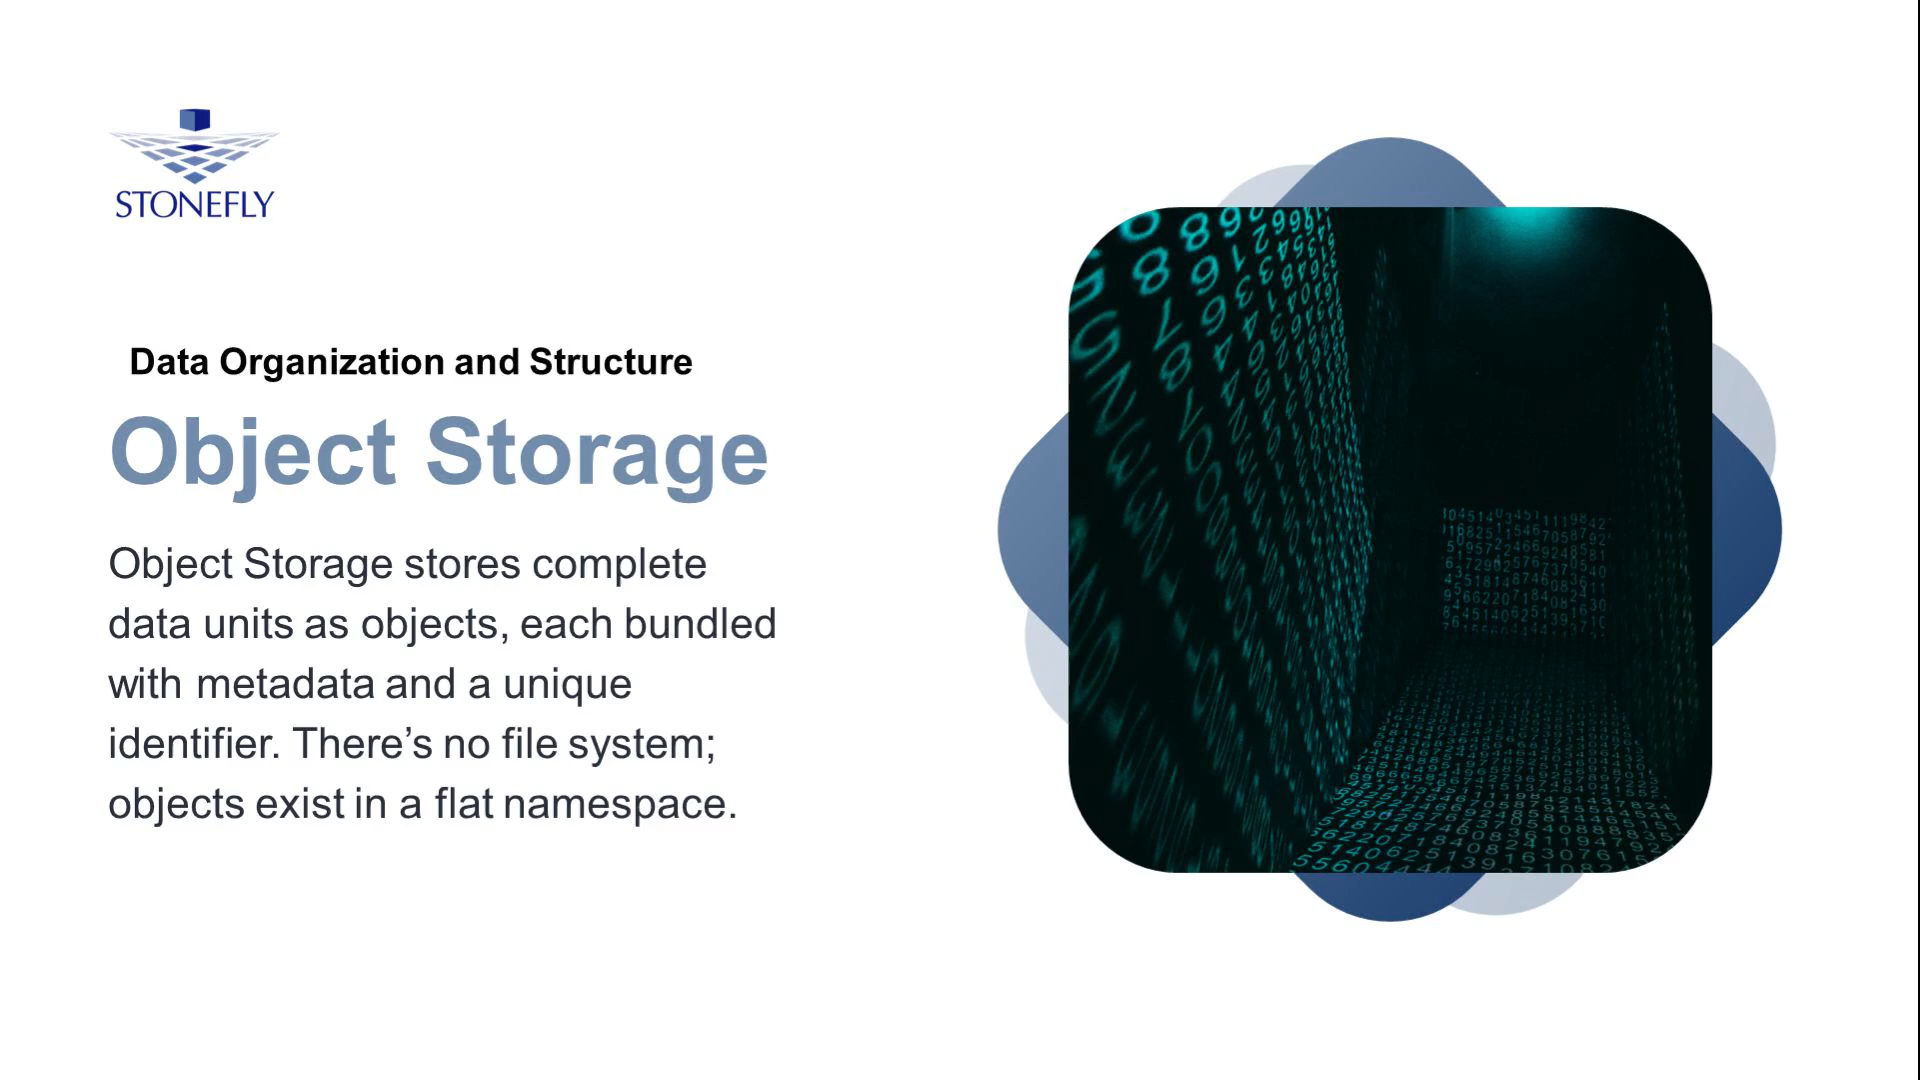 STONEFLY
Data Organization and Structure
Object Storage
Object Storage stores complete
data units as objects, each bundled
with metadata and a unique
identifier. There’s no file system;
objects exist in a flat namespace.